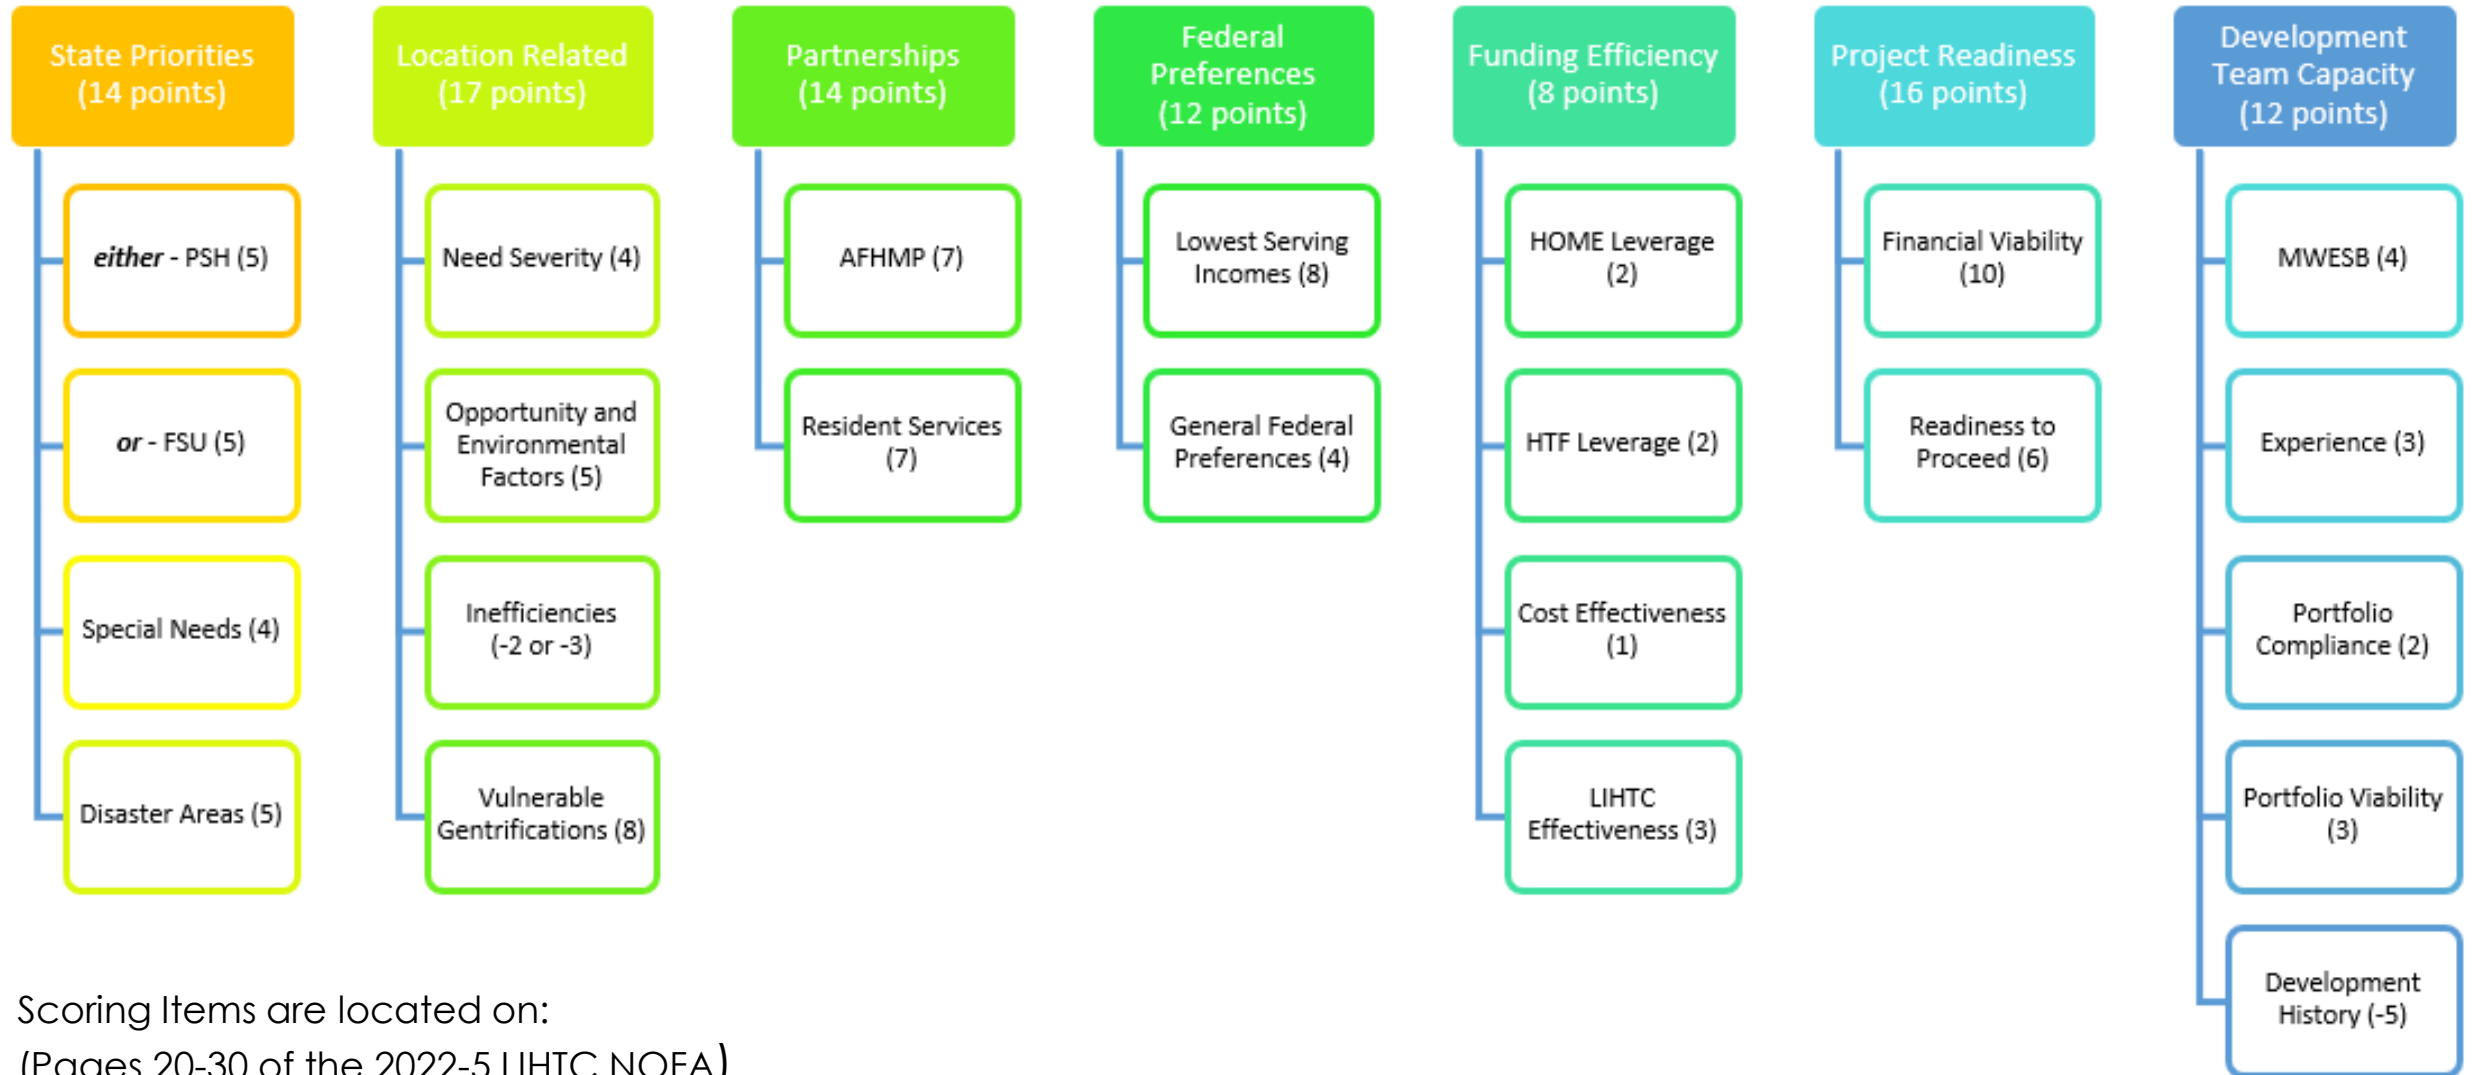 State Priorities
(14 points)
either - PSH (5)
or - FSU (5)
Special Needs (4)
Disaster Areas (5)
Location Related
(17 points)
Need Severity (4)
Opportunity and
Environmental
Factors (5)
Inefficiencies
(-2 or -3)
Vulnerable
Gentrifications (8)
Partnerships
(14 points)
AFHMP (7)
Resident Services
(7)
Federal
Preferences
(12 points)
Lowest Serving
Incomes (8)
General Federal
Preferences (4)
Funding Efficiency
(8 points)
HOME Leverage
(2)
HTF Leverage (2)
Cost Effectiveness
(1)
LIHTC
Effectiveness (3)
Project Readiness
(16 points)
Financial Viability
(10)
Readiness to
Proceed (6)
Development
Team Capacity
(12 points)
MWESB (4)
Experience (3)
Portfolio
Compliance (2)
Portfolio Viability
(3)
Development
History (-5)
Scoring Items are located on:
(Pages 20-30 of the 2022-5 LIHTC NOFA)